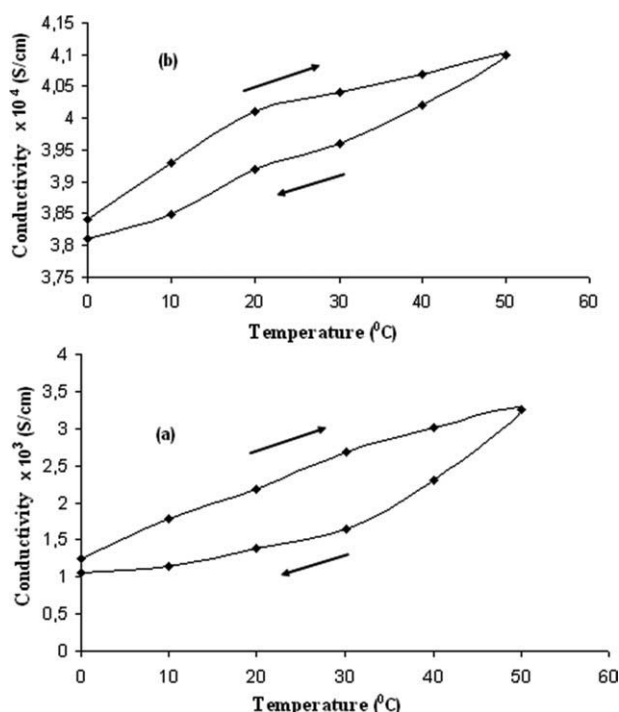 4,15
4,1
4,05
4
3,95
3,9
3,85
3,8
3,75
Conductivity x 10⁴ (S/cm)
(b)
0 10 20 30 40 50 60
Temperature (⁰C)
4
3,5
3
2,5
2
1,5
1
0,5
0
Conductivity x 10³ (S/cm)
(a)
0 10 20 30 40 50 60
Temperature (⁰C)